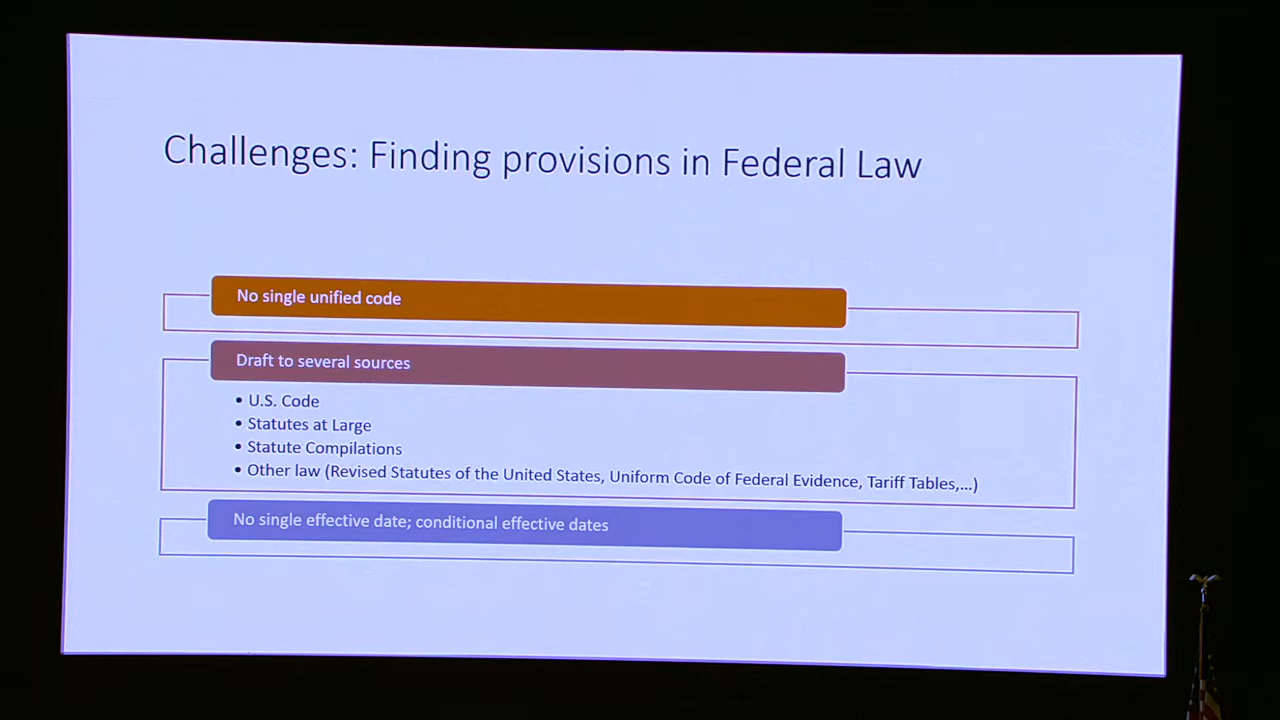 Challenges: Finding provisions in Federal Law
No single unified code
Draft to several sources
• U.S. Code
• Statutes at Large
• Statute Compilations
• Other law (Revised Statutes of the United States, Uniform Code of Federal Evidence, Tariff Tables,...)
No single effective date; conditional effective dates